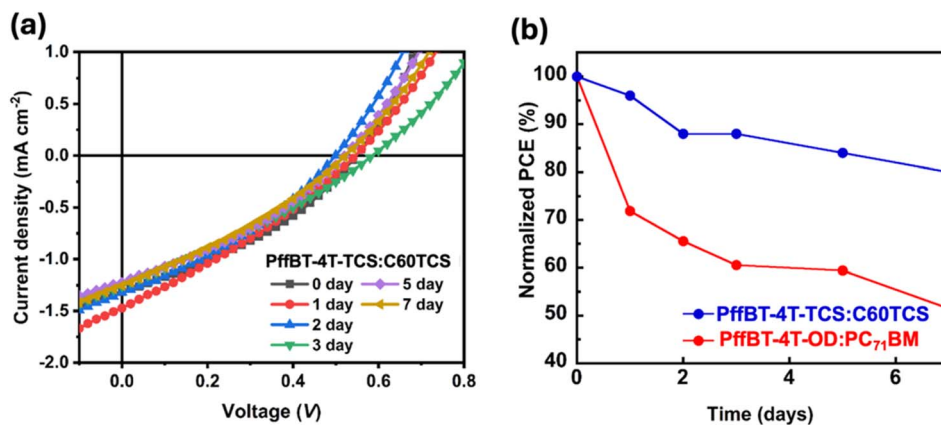 (a)
Current density (mA cm⁻²)
1.0
0.5
0.0
-0.5
-1.0
-1.5
-2.0
PffBT-4T-TCS:C60TCS
0 day
5 day
1 day
7 day
2 day
3 day
0.0 0.2 0.4 0.6 0.8
Voltage (V)
(b)
Normalized PCE (%)
100
90
80
70
60
50
40
PffBT-4T-TCS:C60TCS
PffBT-4T-OD:PC₇₁BM
0 2 4 6
Time (days)